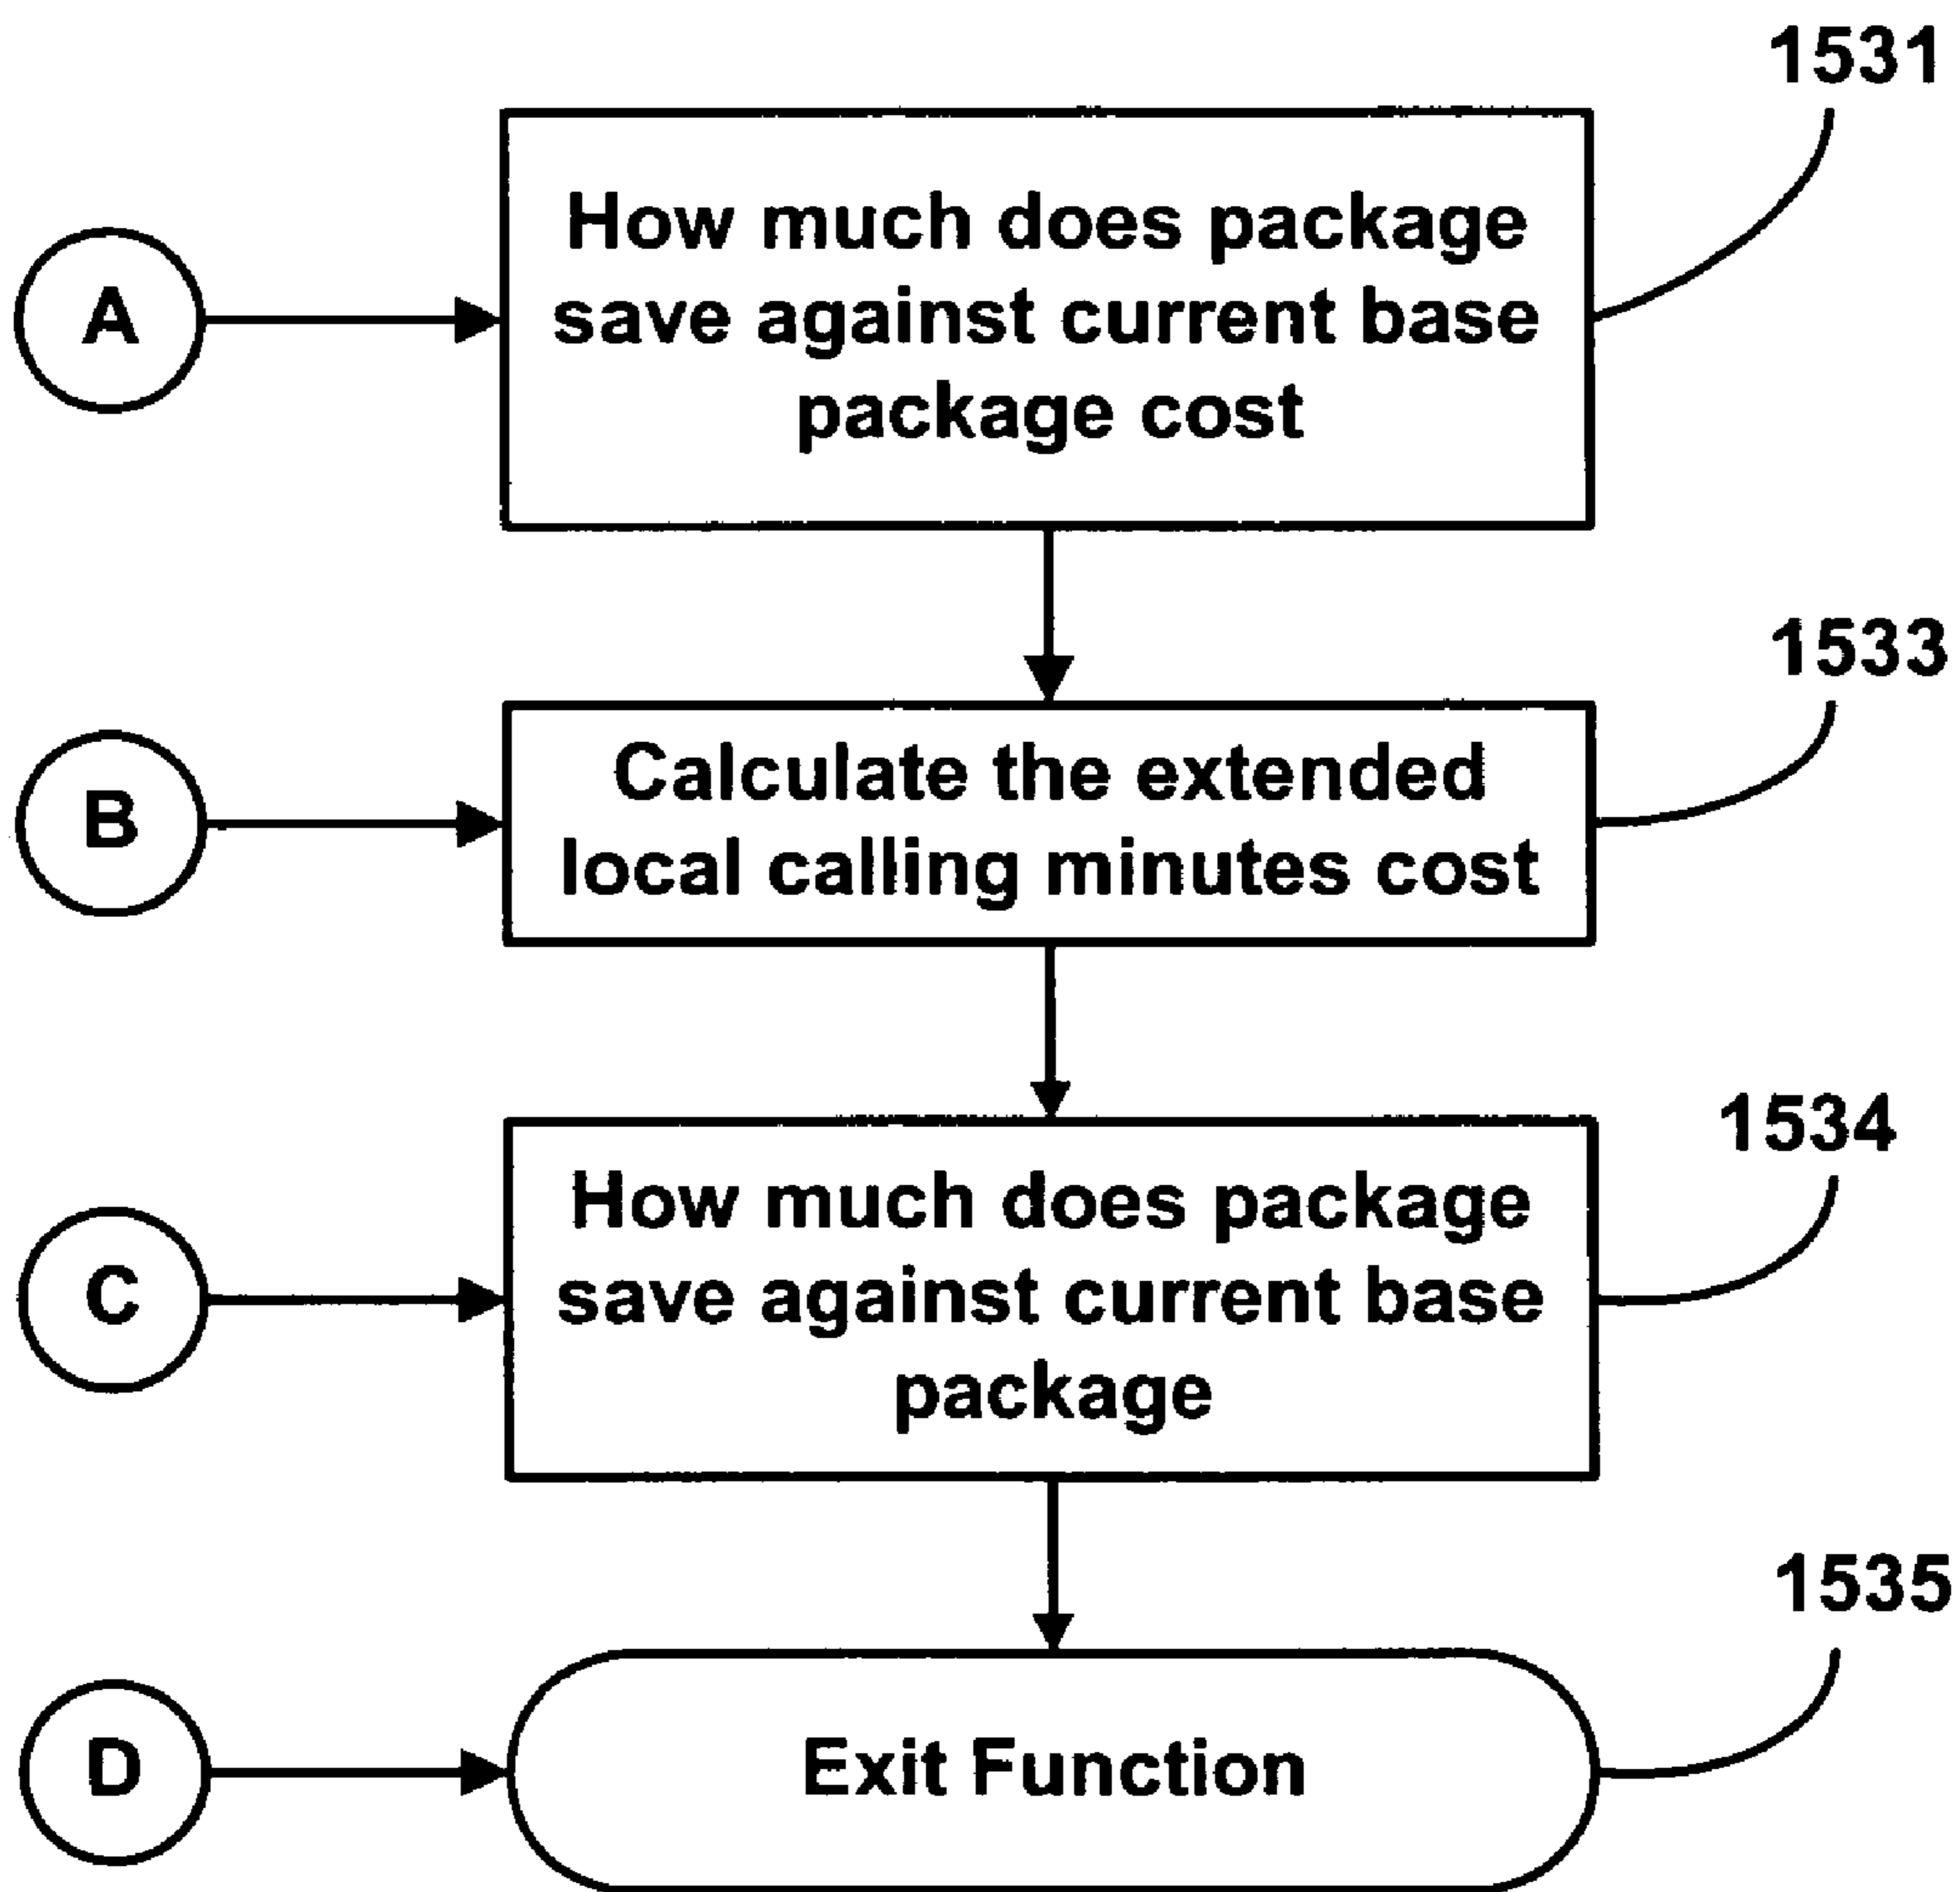 1531
How much does package
save against current base
package cost
A
1533
Calculate the extended
local calling minutes cost
B
1534
How much does package
save against current base
package
C
1535
Exit Function
D